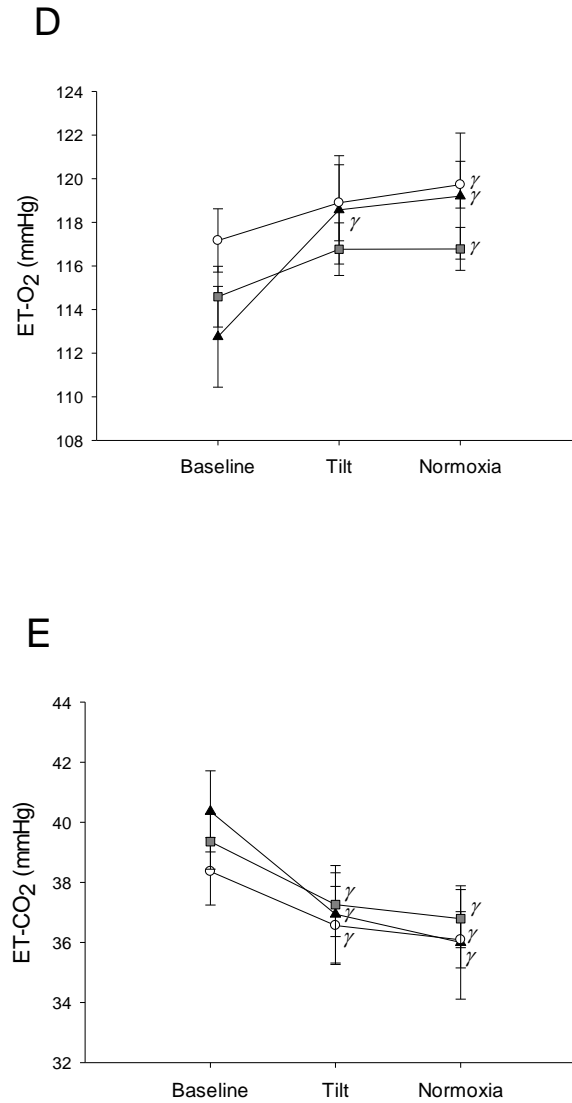 D
124
122
120
118
116
114
112
110
108
ET-O2 (mmHg)
γ
γ
γ
γ
Baseline Tilt Normoxia
E
44
42
40
38
36
34
32
ET-CO2 (mmHg)
γ
γ
γ
γ
γ
γ
Baseline Tilt Normoxia